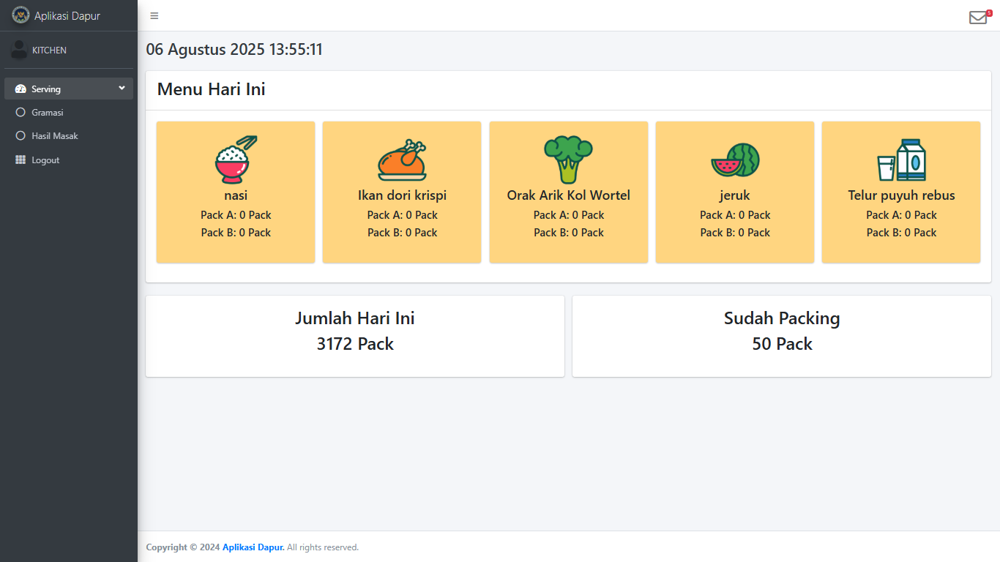 Aplikasi Dapur
5
KITCHEN
06 Agustus 2025 13:55:11
Serving
Gramasi
Hasil Masak
Logout
Menu Hari Ini
nasi
Pack A: 0 Pack
Pack B: 0 Pack
Ikan dori krispi
Pack A: 0 Pack
Pack B: 0 Pack
Orak Arik Kol Wortel
Pack A: 0 Pack
Pack B: 0 Pack
jeruk
Pack A: 0 Pack
Pack B: 0 Pack
Telur puyuh rebus
Pack A: 0 Pack
Pack B: 0 Pack
Jumlah Hari Ini
3172 Pack
Sudah Packing
50 Pack
Copyright © 2024 Aplikasi Dapur. All rights reserved.